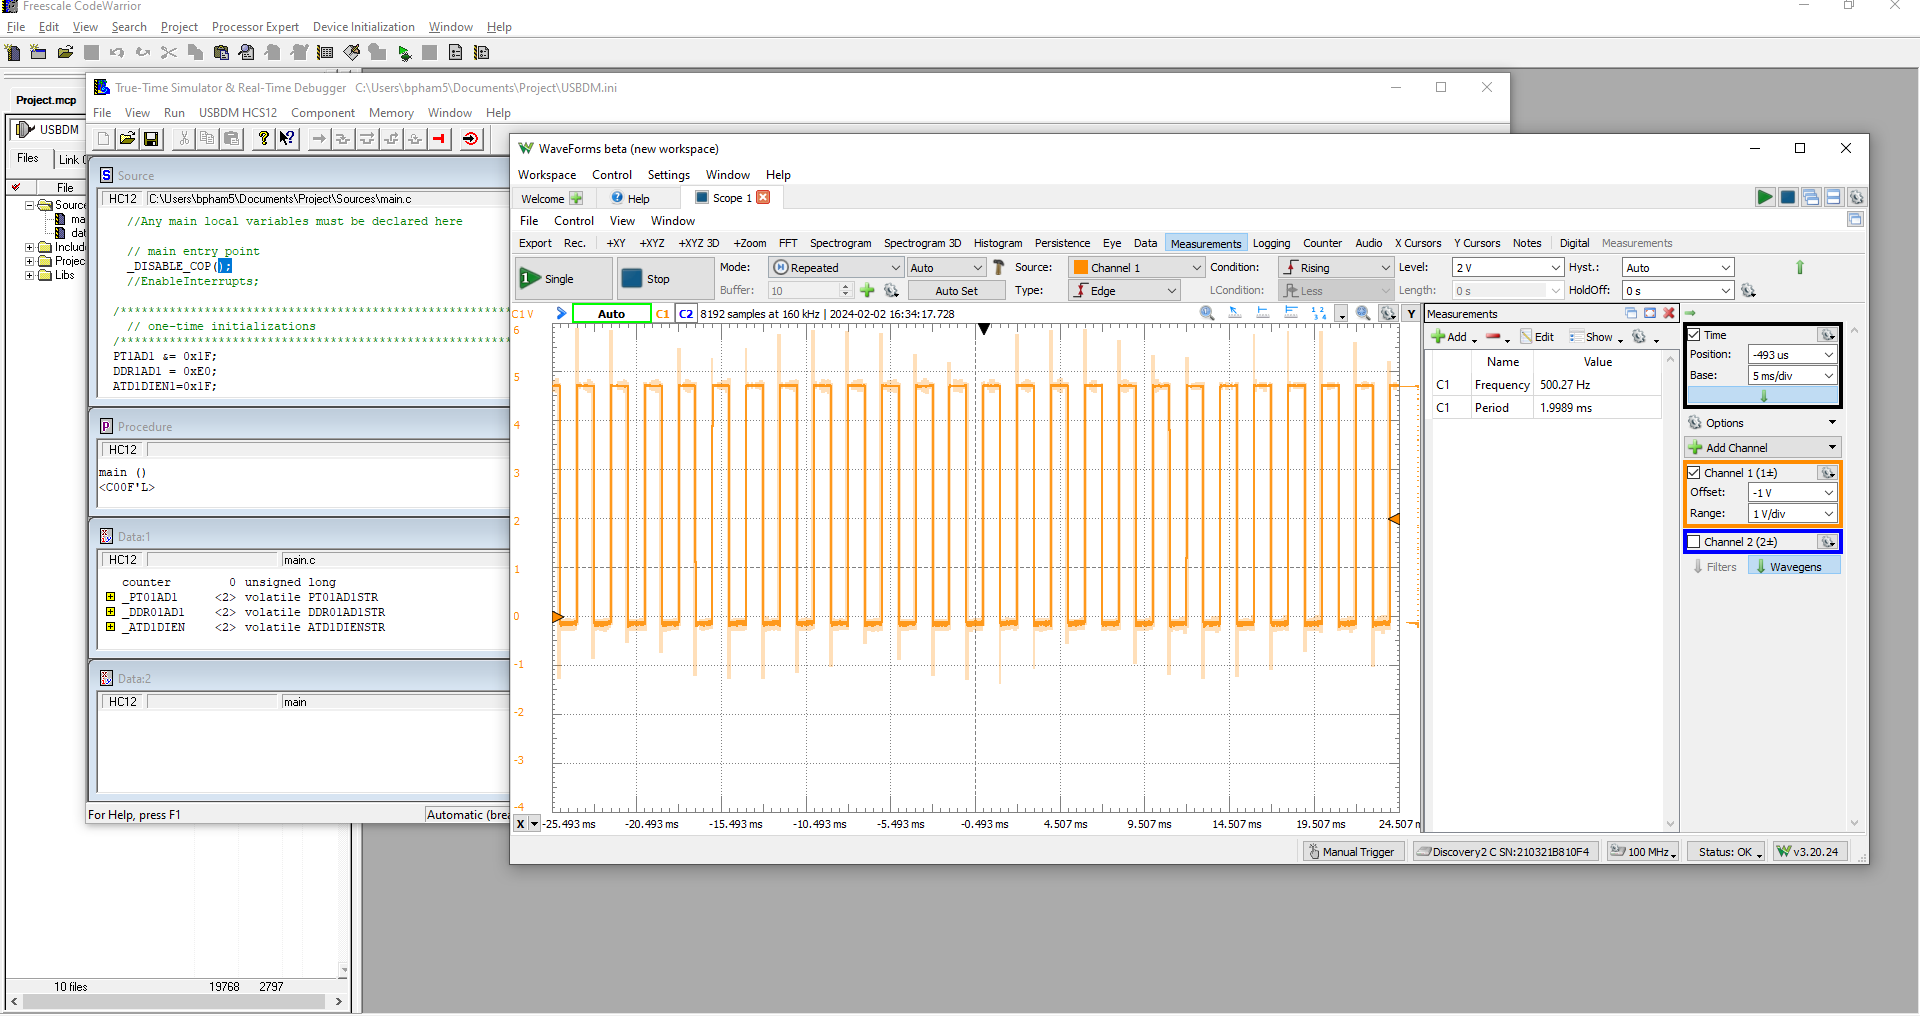 Freescale CodeWarrior
File Edit View Search Project Processor Expert Device Initialization Window Help
Project.mcp
USBDM
Files Link
File
Sourc
ma
dat
Includ
Projec
Libs
10 files 19768 2797
True-Time Simulator & Real-Time Debugger C:\Users\bpham5\Documents\Project\USBDM.ini
File View Run USBDM HCS12 Component Memory Window Help
Source
HC12 C:\Users\bpham5\Documents\Project\Sources\main.c
//Any main local variables must be declared here
// main entry point
_DISABLE_COP();
//EnableInterrupts;
// one-time initializations
PT1AD1 &= 0x1F;
DDR1AD1 = 0xE0;
ATD1DIEN1=0x1F;
Procedure
HC12
main ()
<C00F'L>
Data:1
HC12 main.c
counter 0 unsigned long
_PT01AD1 <2> volatile PT01AD1STR
_DDR01AD1 <2> volatile DDR01AD1STR
_ATD1DIEN <2> volatile ATD1DIENSTR
Data:2
HC12 main
For Help, press F1 Automatic (brea
WaveForms beta (new workspace)
Workspace Control Settings Window Help
Welcome Help Scope 1
File Control View Window
Export Rec. +XY +XYZ +XYZ 3D +Zoom FFT Spectrogram Spectrogram 3D Histogram Persistence Eye Data Measurements Logging Counter Audio X Cursors Y Cursors Notes Digital Measurements
Single Stop Mode: Repeated Auto Source: Channel 1 Condition: Rising Level: 2 V Hyst.: Auto
Buffer: 10 Auto Set Type: Edge LCondition: Less Length: 0 s HoldOff: 0 s
C1 V Auto C1 C2 8192 samples at 160 kHz | 2024-02-02 16:34:17.728 Y
6
5
4
3
2
1
0
-1
-2
-3
-4
X -25.493 ms -20.493 ms -15.493 ms -10.493 ms -5.493 ms -0.493 ms 4.507 ms 9.507 ms 14.507 ms 19.507 ms 24.507 m
Measurements
Add Edit Show
Name Value
C1 Frequency 500.27 Hz
C1 Period 1.9989 ms
Time
Position: -493 us
Base: 5 ms/div
Options
Add Channel
Channel 1 (1±)
Offset: -1 V
Range: 1 V/div
Channel 2 (2±)
Filters Wavegens
Manual Trigger Discovery2 C SN:210321B810F4 100 MHz Status: OK v3.20.24